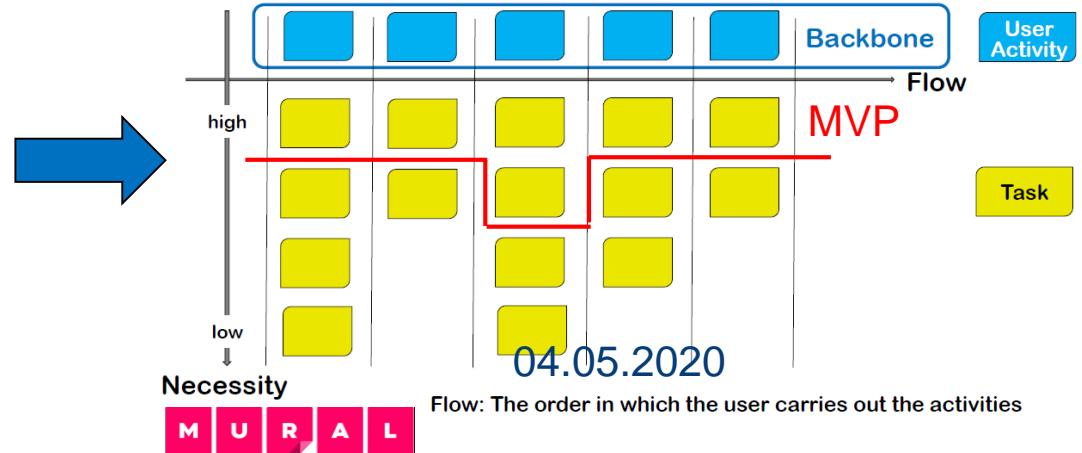 Backbone
User
Activity
Flow
high
MVP
Task
low
04.05.2020
Necessity
Flow: The order in which the user carries out the activities
MURAL